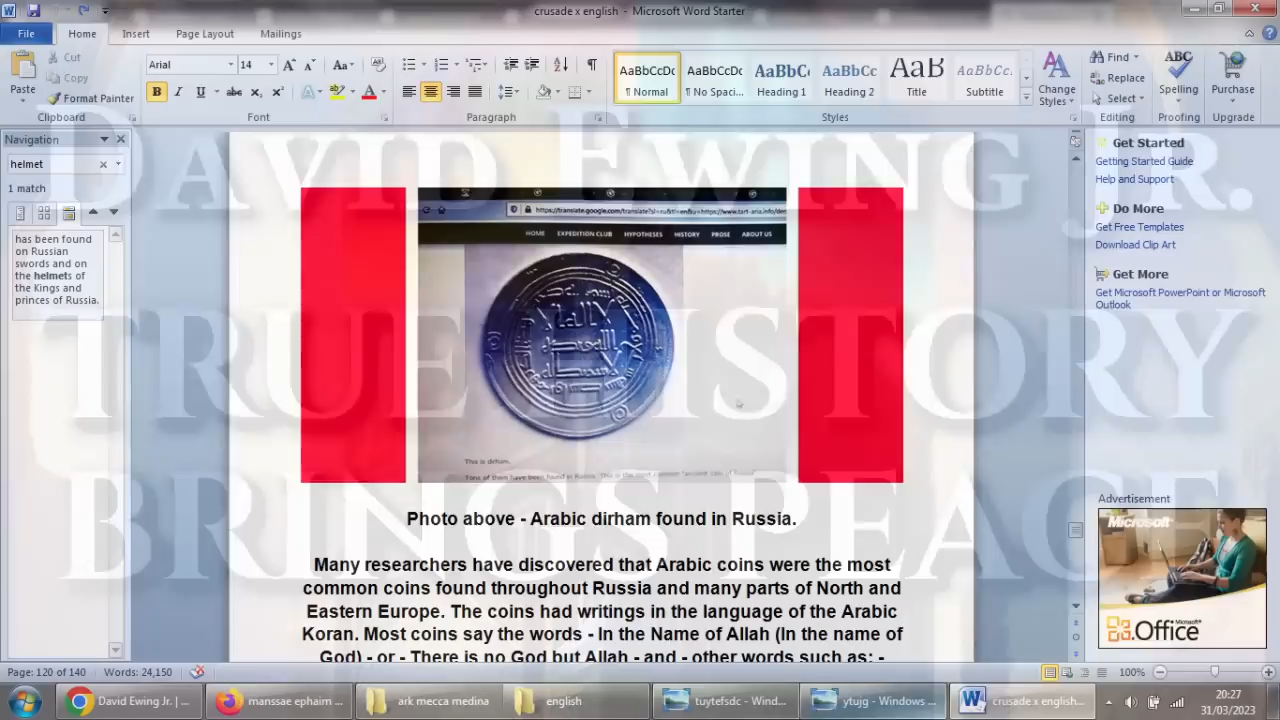 crusade x english - Microsoft Word Starter
File
Home
Insert
Page Layout
Mailings
Paste
Cut
Copy
Format Painter
Clipboard
Arial
14
Font
Paragraph
AaBbCcDc
¶ Normal
AaBbCcDc
¶ No Spaci...
AaBbC
Heading 1
AaBbCc
Heading 2
AaB
Title
AaBbCcD
Subtitle
Change
Styles
Styles
Find
Replace
Select
Editing
ABC
Spelling
Proofing
Purchase
Upgrade
Navigation
helmet
1 match
has been found
on Russian
swords and on
the helmets of
the Kings and
princes of Russia.
DAVID EWING JR.
TRUE HISTORY
BRINGS PEACE
HOME
EXPEDITION CLUB
HYPOTHESES
HISTORY
PROSE
ABOUT US
This is dirham.
Photo above - Arabic dirham found in Russia.
Many researchers have discovered that Arabic coins were the most
common coins found throughout Russia and many parts of North and
Eastern Europe. The coins had writings in the language of the Arabic
Koran. Most coins say the words - In the Name of Allah (In the name of
God) - or - There is no God but Allah - and - other words such as: -
Get Started
Getting Started Guide
Help and Support
Do More
Get Free Templates
Download Clip Art
Get More
Get Microsoft PowerPoint or Microsoft
Outlook
Advertisement
Microsoft
Microsoft
Office
Page: 120 of 140
Words: 24,150
100%
David Ewing Jr. | ...
manssae ephaim ...
ark mecca medina
english
tuytefsdc - Wind...
ytujg - Windows ...
crusade x english...
20:27
31/03/2023